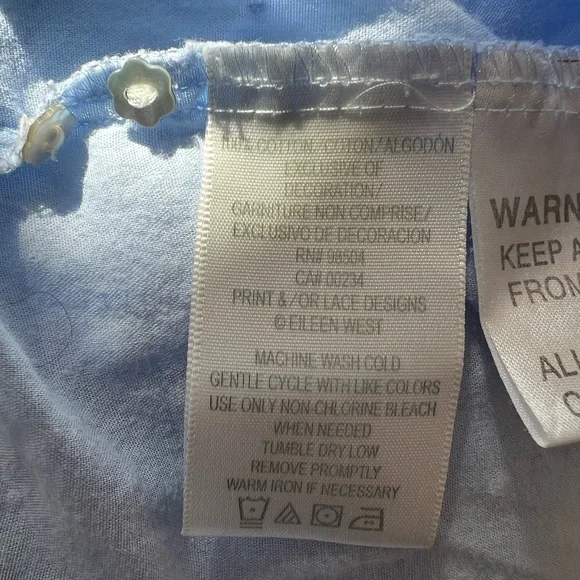 100% COTTON, COTON/ALGODÓN
EXCLUSIVE OF
DECORATION/
GARNITURE NON COMPRISE/
EXCLUSIVO DE DECORACION
RN# 98504
CA# 00234
PRINT & /OR LACE DESIGNS
© EILEEN WEST
MACHINE WASH COLD
GENTLE CYCLE WITH LIKE COLORS
USE ONLY NON-CHLORINE BLEACH
WHEN NEEDED
TUMBLE DRY LOW
REMOVE PROMPTLY
WARM IRON IF NECESSARY
WARN
KEEP A
FROM
ALL